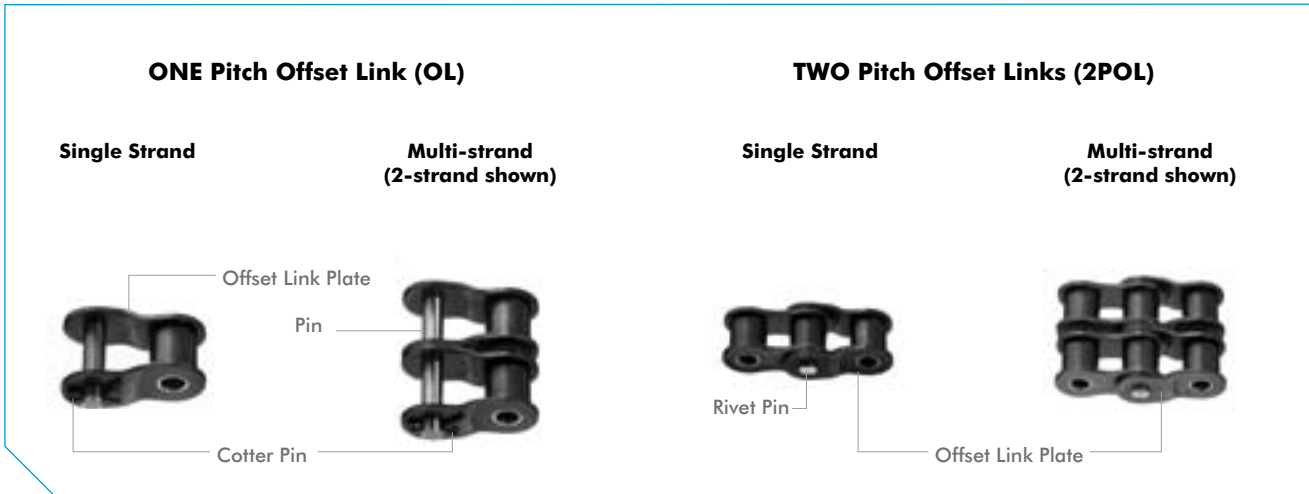 ONE Pitch Offset Link (OL)
TWO Pitch Offset Links (2POL)
Single Strand
Multi-strand
(2-strand shown)
Single Strand
Multi-strand
(2-strand shown)
Offset Link Plate
Pin
Cotter Pin
Rivet Pin
Offset Link Plate